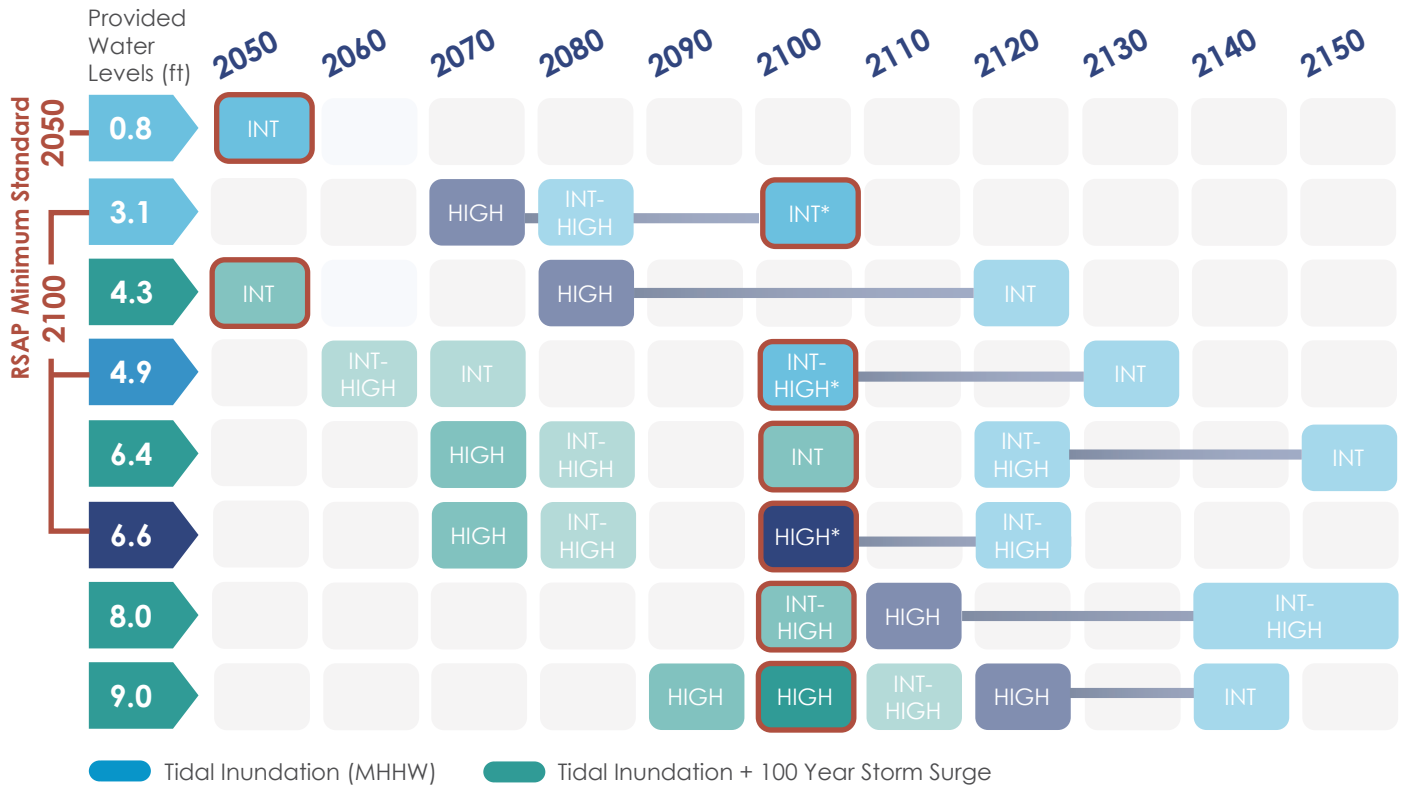 Provided
Water
Levels (ft)
2050
2060
2070
2080
2090
2100
2110
2120
2130
2140
2150
RSAP Minimum Standard
2050
2100
0.8
INT
3.1
HIGH
INT-
HIGH
INT*
4.3
INT
HIGH
INT
4.9
INT-
HIGH
INT
INT-
HIGH*
INT
6.4
HIGH
INT-
HIGH
INT
INT-
HIGH
INT
6.6
HIGH
INT-
HIGH
HIGH*
INT-
HIGH
8.0
INT-
HIGH
HIGH
INT-
HIGH
9.0
HIGH
HIGH
INT-
HIGH
HIGH
INT
Tidal Inundation (MHHW)
Tidal Inundation + 100 Year Storm Surge